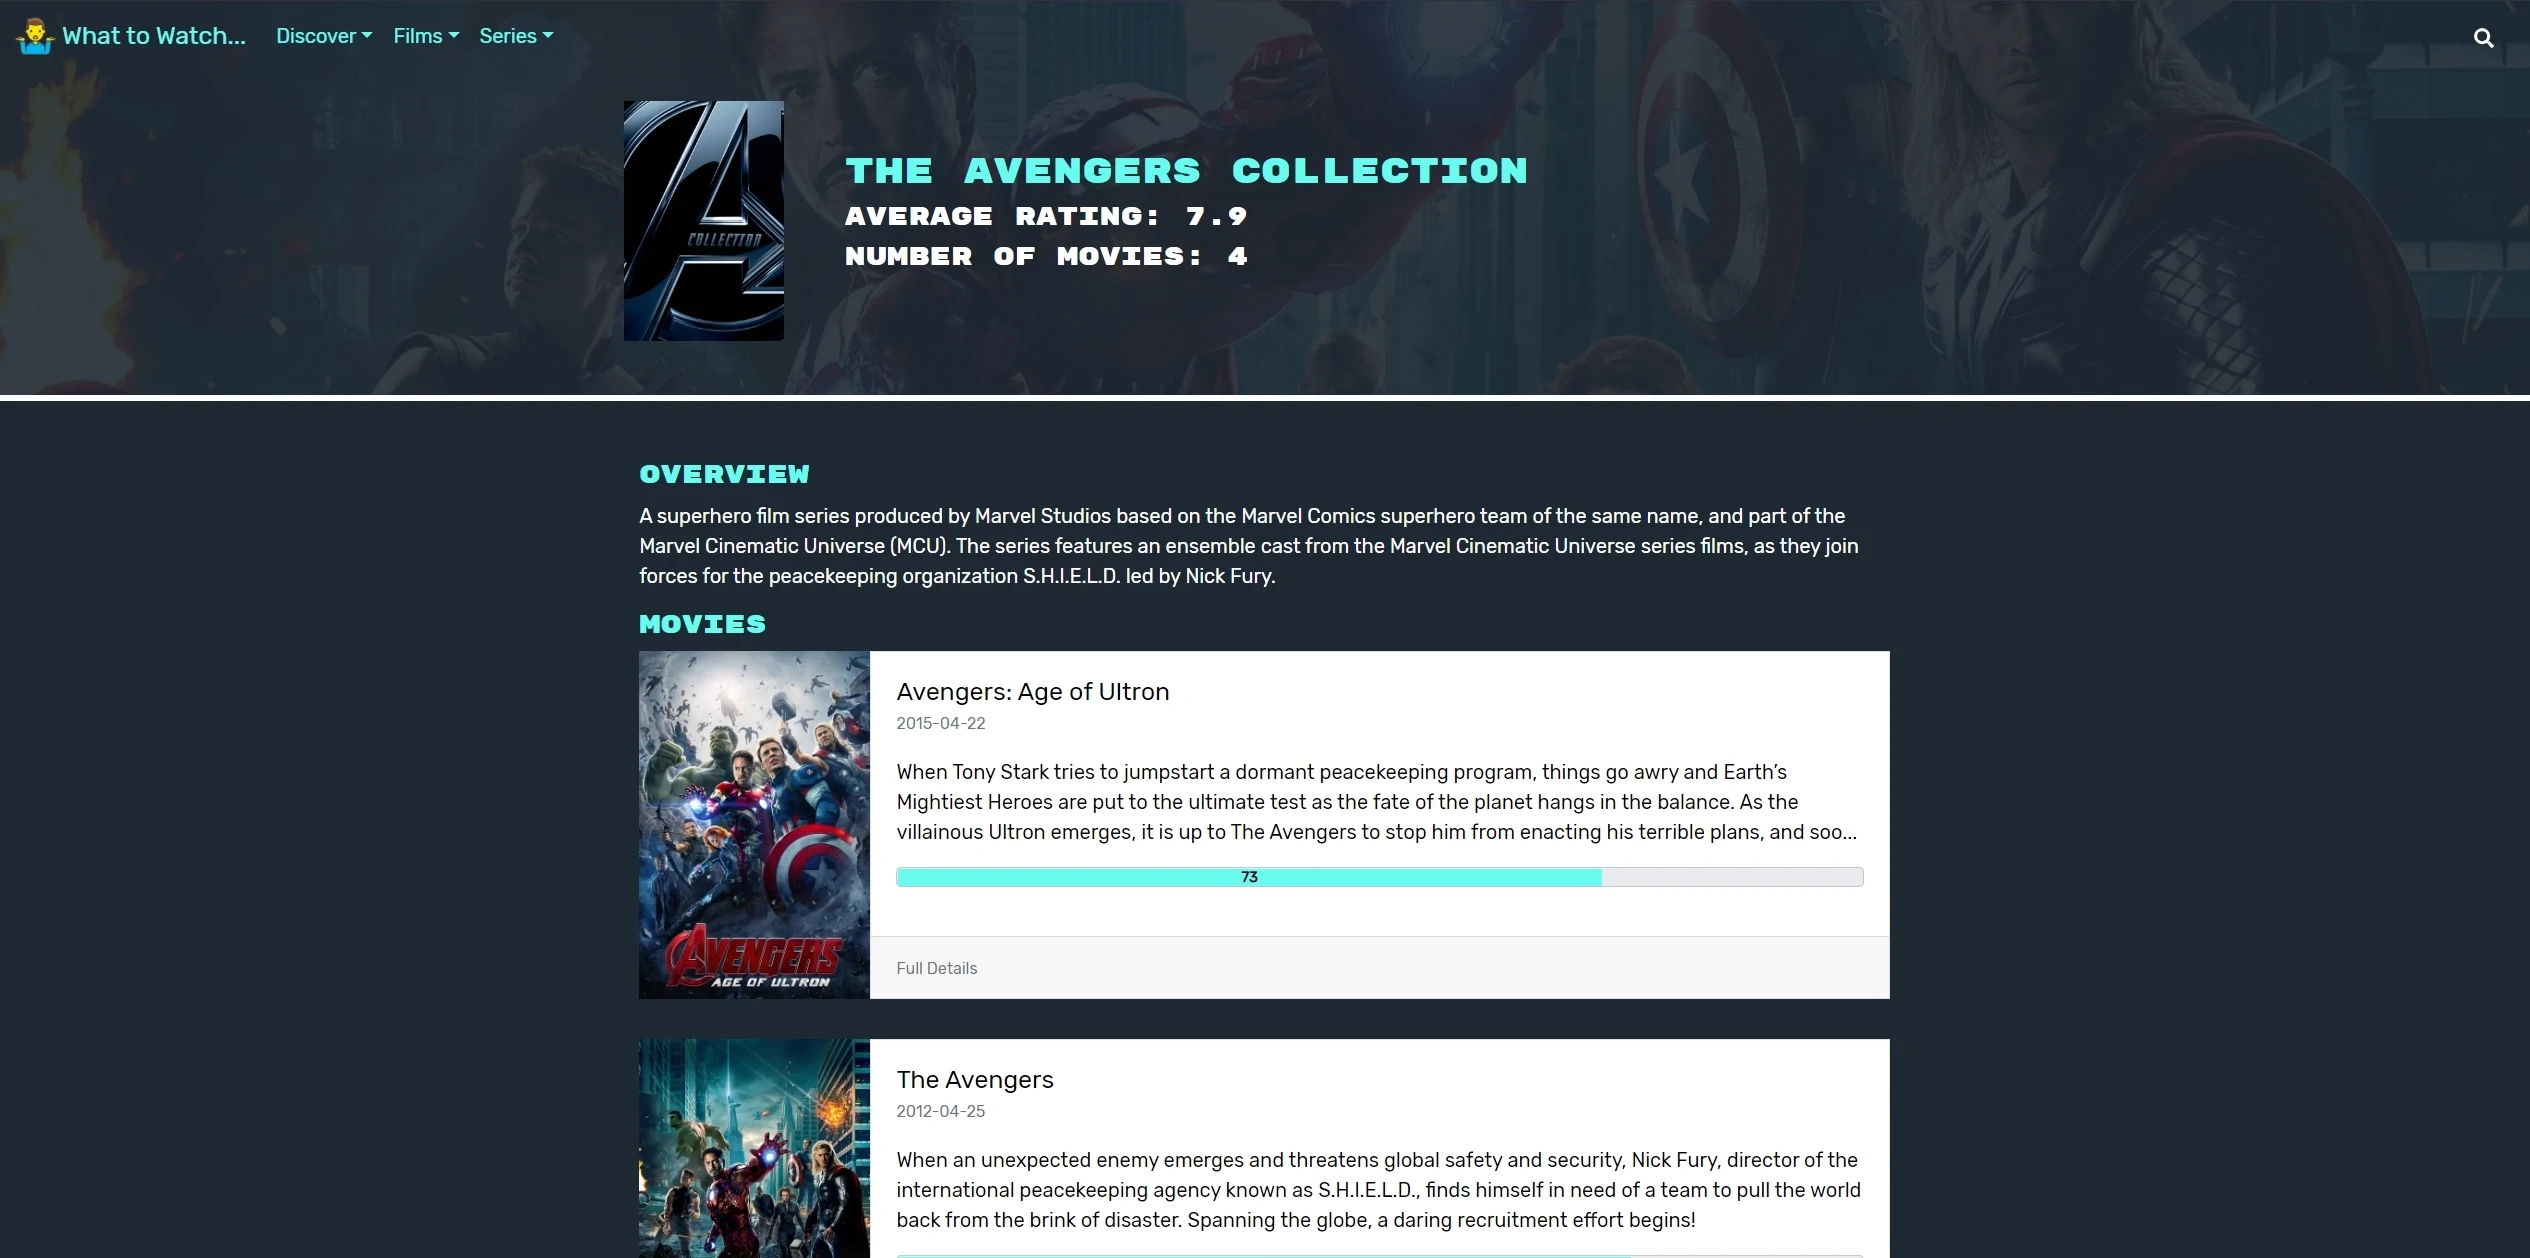 What to Watch...
Discover
Films
Series
COLLECTION
THE AVENGERS COLLECTION
AVERAGE RATING: 7.9
NUMBER OF MOVIES: 4
OVERVIEW
A superhero film series produced by Marvel Studios based on the Marvel Comics superhero team of the same name, and part of the
Marvel Cinematic Universe (MCU). The series features an ensemble cast from the Marvel Cinematic Universe series films, as they join
forces for the peacekeeping organization S.H.I.E.L.D. led by Nick Fury.
MOVIES
AVENGERS
AGE OF ULTRON
Avengers: Age of Ultron
2015-04-22
When Tony Stark tries to jumpstart a dormant peacekeeping program, things go awry and Earth’s
Mightiest Heroes are put to the ultimate test as the fate of the planet hangs in the balance. As the
villainous Ultron emerges, it is up to The Avengers to stop him from enacting his terrible plans, and soo...
73
Full Details
The Avengers
2012-04-25
When an unexpected enemy emerges and threatens global safety and security, Nick Fury, director of the
international peacekeeping agency known as S.H.I.E.L.D., finds himself in need of a team to pull the world
back from the brink of disaster. Spanning the globe, a daring recruitment effort begins!